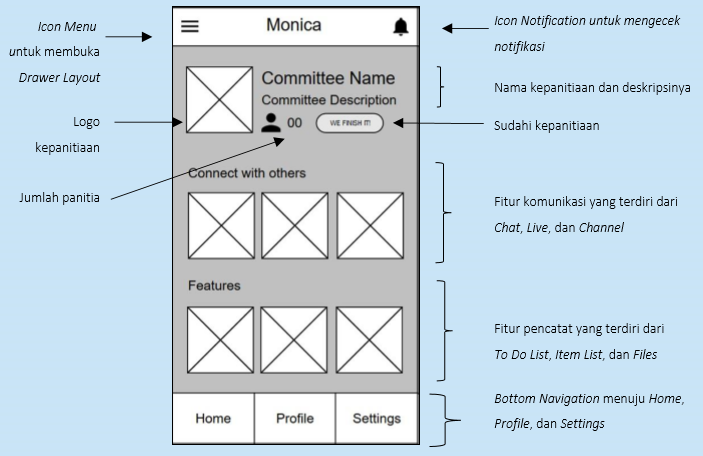 Icon Menu
untuk membuka
Drawer Layout
Logo
kepanitiaan
Jumlah panitia
Monica
Committee Name
Committee Description
00
WE FINISH IT!
Connect with others
Features
Home
Profile
Settings
Icon Notification untuk mengecek
notifikasi
Nama kepanitiaan dan deskripsinya
Sudahi kepanitiaan
Fitur komunikasi yang terdiri dari
Chat, Live, dan Channel
Fitur pencatat yang terdiri dari
To Do List, Item List, dan Files
Bottom Navigation menuju Home,
Profile, dan Settings